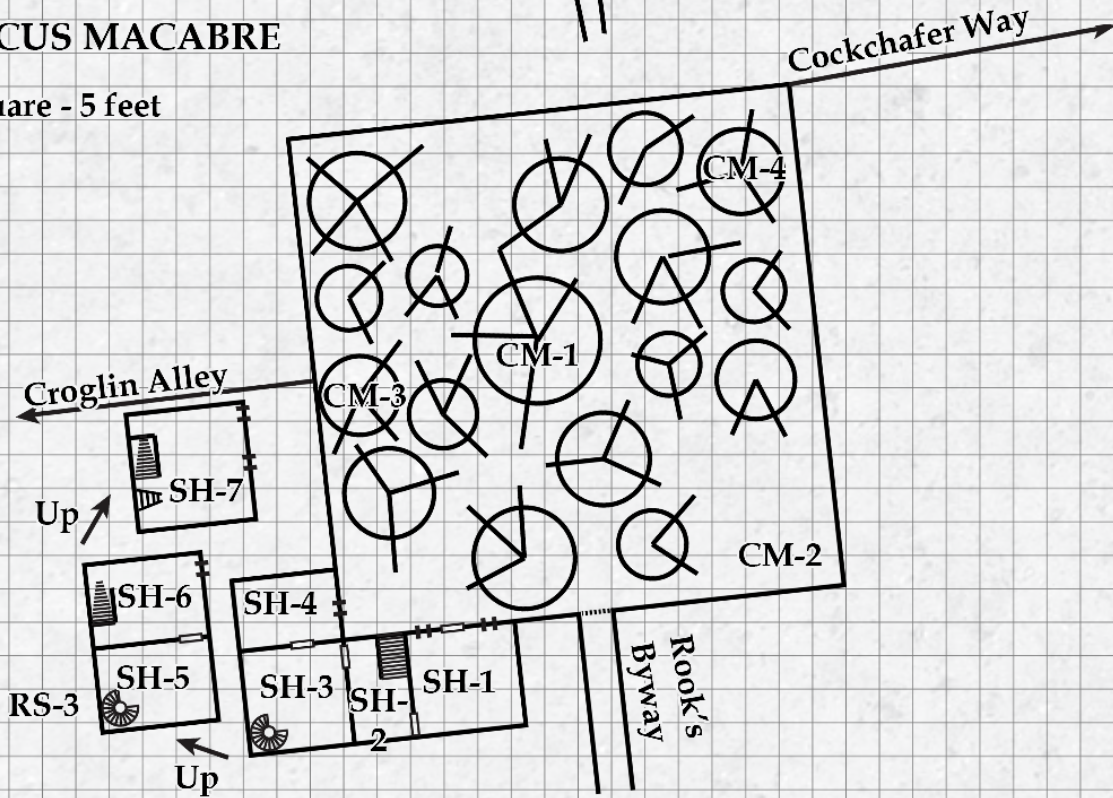 CUS MACABRE
uare - 5 feet
Cockchafer Way
CM-4
CM-1
CM-3
Croglin Alley
SH-7
Up
CM-2
SH-6
SH-4
SH-5
SH-3
SH-2
SH-1
RS-3
Rook's
Byway
Up